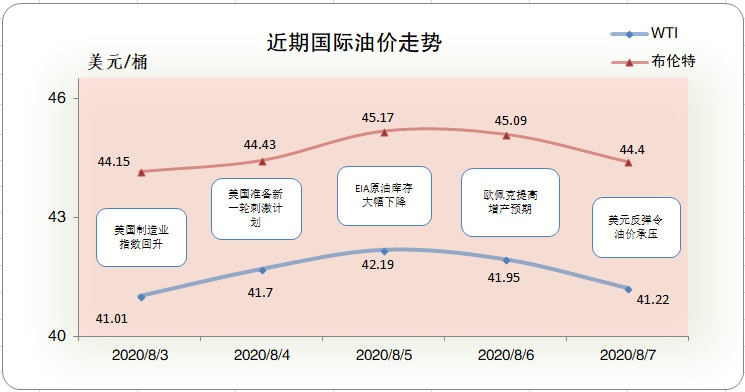 近期国际油价走势
WTI
布伦特
美元/桶
46
43
40
44.15
44.43
45.17
45.09
44.4
美国制造业
指数回升
美国准备新
一轮刺激计
划
EIA原油库存
大幅下降
欧佩克提高
增产预期
美元反弹令
油价承压
41.01
41.7
42.19
41.95
41.22
2020/8/3
2020/8/4
2020/8/5
2020/8/6
2020/8/7